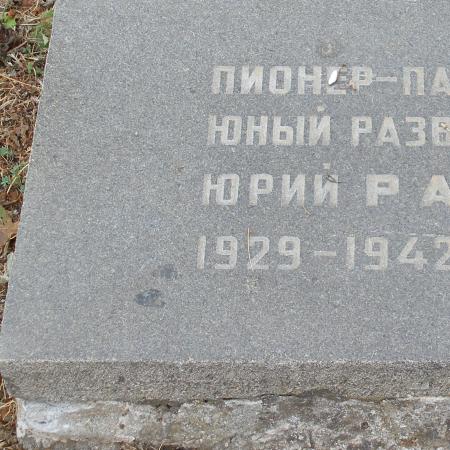 ПИОНЕР-ПА
ЮНЫЙ РАЗВ
ЮРИЙ РА
1929-1942